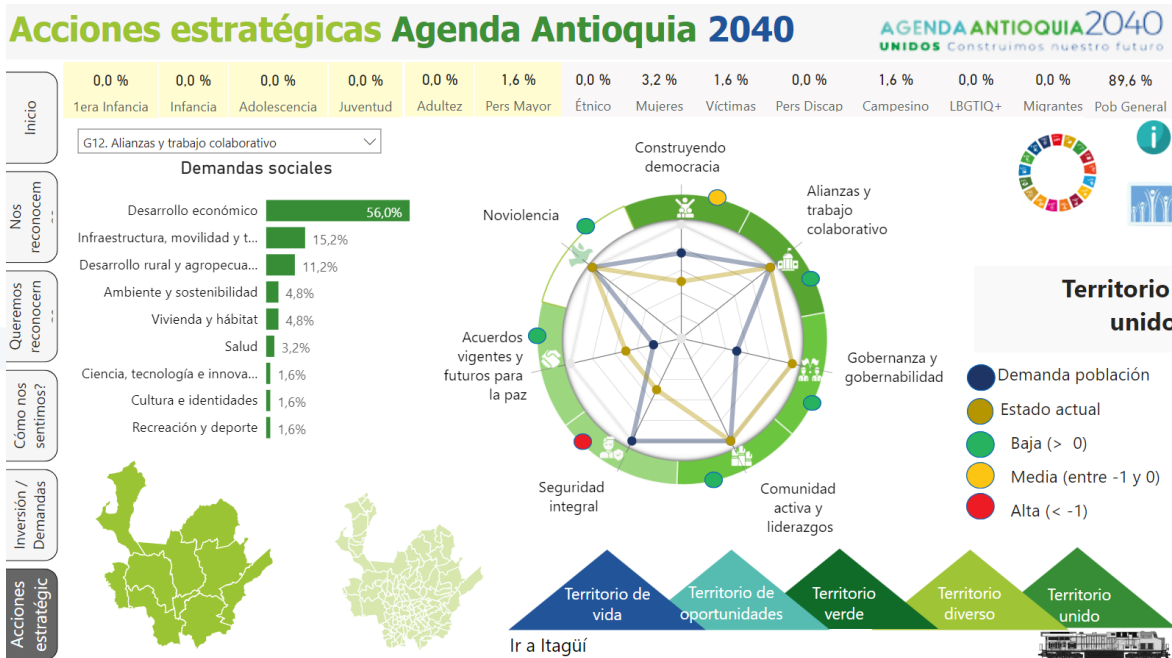 Acciones estratégicas Agenda Antioquia 2040
AGENDA ANTIOQUIA 2040
UNIDOS Construimos nuestro futuro
0,0 % 0,0 % 0,0 % 0,0 % 0,0 % 1,6 % 0,0 % 3,2 % 1,6 % 0,0 % 1,6 % 0,0 % 0,0 % 89,6 %
1era Infancia Infancia Adolescencia Juventud Adultez Pers Mayor Étnico Mujeres Víctimas Pers Discap Campesino LBGTIQ+ Migrantes Pob General
Inicio
Nos
reconocem
...
Queremos
reconocern
...
Cómo nos
sentimos?
Inversión /
Demandas
Acciones
estratégic
G12. Alianzas y trabajo colaborativo
Demandas sociales
Desarrollo económico 56,0%
Infraestructura, movilidad y t... 15,2%
Desarrollo rural y agropecua... 11,2%
Ambiente y sostenibilidad 4,8%
Vivienda y hábitat 4,8%
Salud 3,2%
Ciencia, tecnología e innova... 1,6%
Cultura e identidades 1,6%
Recreación y deporte 1,6%
Construyendo
democracia
Alianzas y
trabajo
colaborativo
Gobernanza y
gobernabilidad
Comunidad
activa y
liderazgos
Seguridad
integral
Acuerdos
vigentes y
futuros para
la paz
Noviolencia
i
Territorio
unido
Demanda población
Estado actual
Baja (> 0)
Media (entre -1 y 0)
Alta (< -1)
Territorio de
vida
Territorio de
oportunidades
Territorio
verde
Territorio
diverso
Territorio
unido
Ir a Itagüí